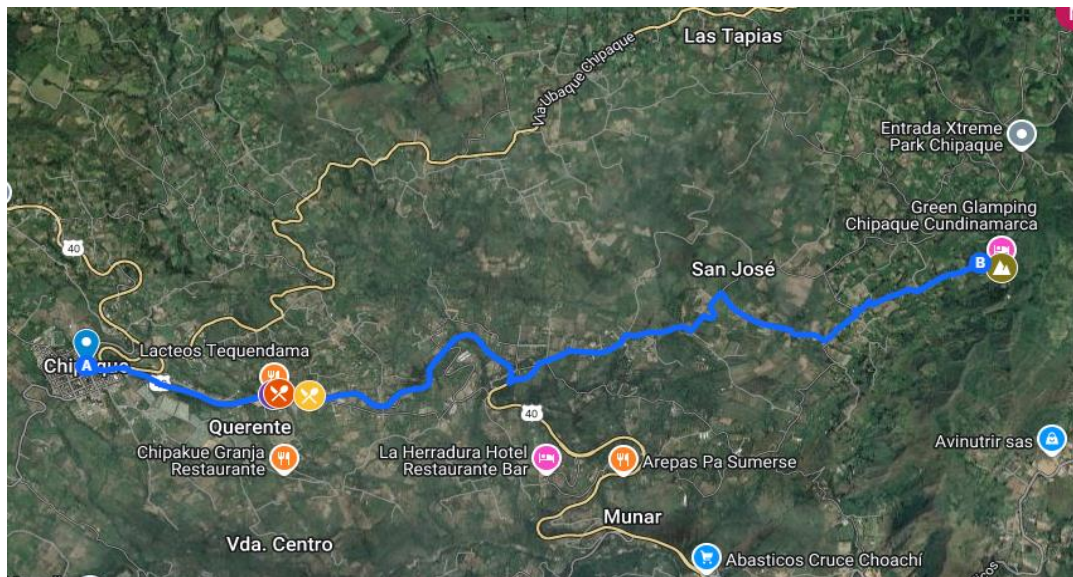 Las Tapias
Via Ubaque Chipaque
Entrada Xtreme
Park Chipaque
Green Glamping
Chipaque Cundinamarca
40
B
San José
Lacteos Tequendama
A
Querente
40
Chipakue Granja
Restaurante
La Herradura Hotel
Restaurante Bar
Arepas Pa Sumerse
Avinutrir sas
Munar
Vda. Centro
Abasticos Cruce Choachí